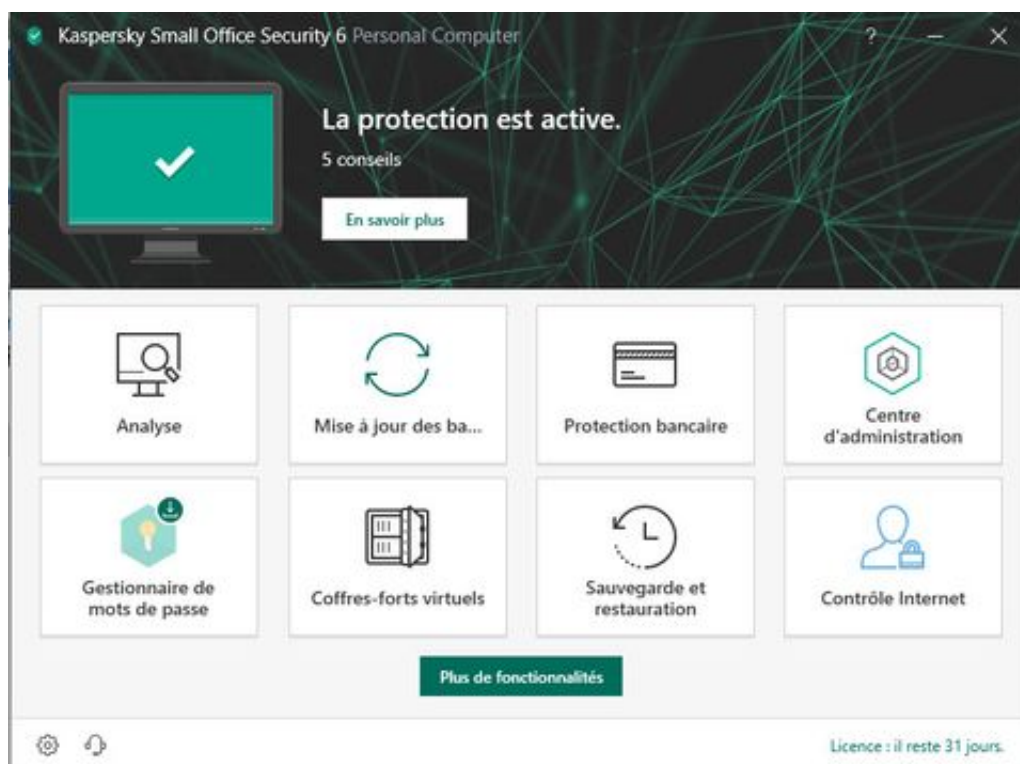 Kaspersky Small Office Security 6 Personal Computer
?
La protection est active.
5 conseils
En savoir plus
Analyse
Mise à jour des ba...
Protection bancaire
Centre
d'administration
Gestionnaire de
mots de passe
Coffres-forts virtuels
Sauvegarde et
restauration
Contrôle Internet
Plus de fonctionnalités
Licence : il reste 31 jours.